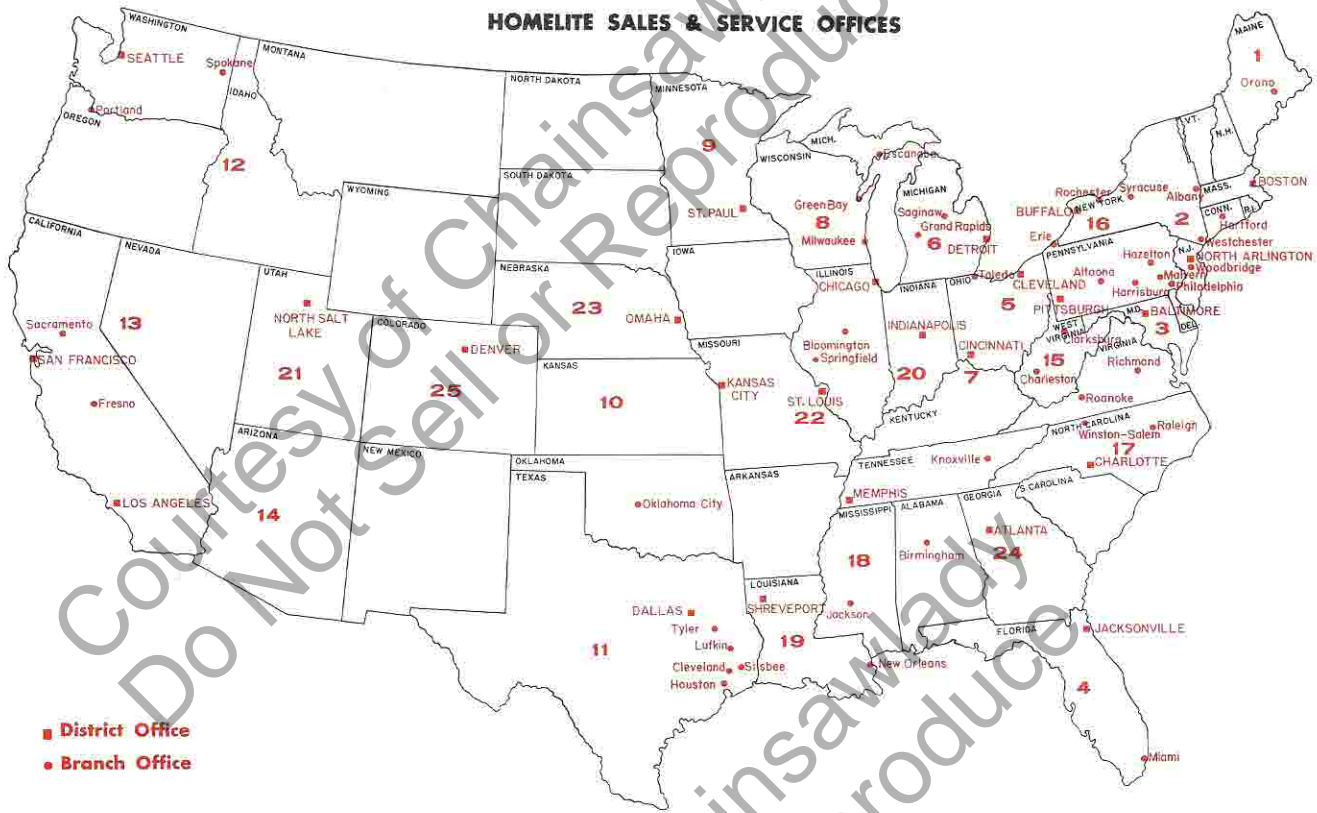 HOMELITE SALES & SERVICE OFFICES
WASHINGTON
SEATTLE
Spokane
Portland
OREGON
IDAHO
12
MONTANA
WYOMING
NORTH DAKOTA
SOUTH DAKOTA
MINNESOTA
9
ST. PAUL
WISCONSIN
MICH.
Escanaba
Green Bay
8
Milwaukee
MICHIGAN
Saginaw
Grand Rapids
6
DETROIT
MAINE
1
Orono
VT.
N.H.
MASS.
BOSTON
CONN.
R.I.
Hartford
Rochester
Syracuse
Albany
BUFFALO
NEW YORK
16
2
Erie
Westchester
PENNSYLVANIA
N.J.
NORTH ARLINGTON
Woodbridge
Hazelton
Altoona
Malvern
Harrisburg
Philadelphia
PITTSBURGH
MD.
BALTIMORE
3
DEL.
CALIFORNIA
NEVADA
13
Sacramento
SAN FRANCISCO
Fresno
LOS ANGELES
UTAH
NORTH SALT
LAKE
21
COLORADO
DENVER
25
NEBRASKA
23
OMAHA
IOWA
KANSAS
10
MISSOURI
KANSAS
CITY
ST. LOUIS
22
ILLINOIS
CHICAGO
Bloomington
Springfield
INDIANA
INDIANAPOLIS
20
OHIO
Toledo
CLEVELAND
5
CINCINNATI
7
WEST
VIRGINIA
Clarksburg
15
Charleston
VIRGINIA
Richmond
Roanoke
KENTUCKY
NORTH CAROLINA
Winston-Salem
Raleigh
17
CHARLOTTE
S CAROLINA
TENNESSEE
Knoxville
MEMPHIS
ARIZONA
14
NEW MEXICO
OKLAHOMA
Oklahoma City
TEXAS
ARKANSAS
MISSISSIPPI
18
Jackson
ALABAMA
Birmingham
GEORGIA
ATLANTA
24
LOUISIANA
SHREVEPORT
19
New Orleans
DALLAS
Tyler
Lufkin
Cleveland
Silsbee
Houston
11
FLORIDA
JACKSONVILLE
4
Miami
District Office
Branch Office
Courtesy of Chainsawlady
Do Not Sell or Reproduce